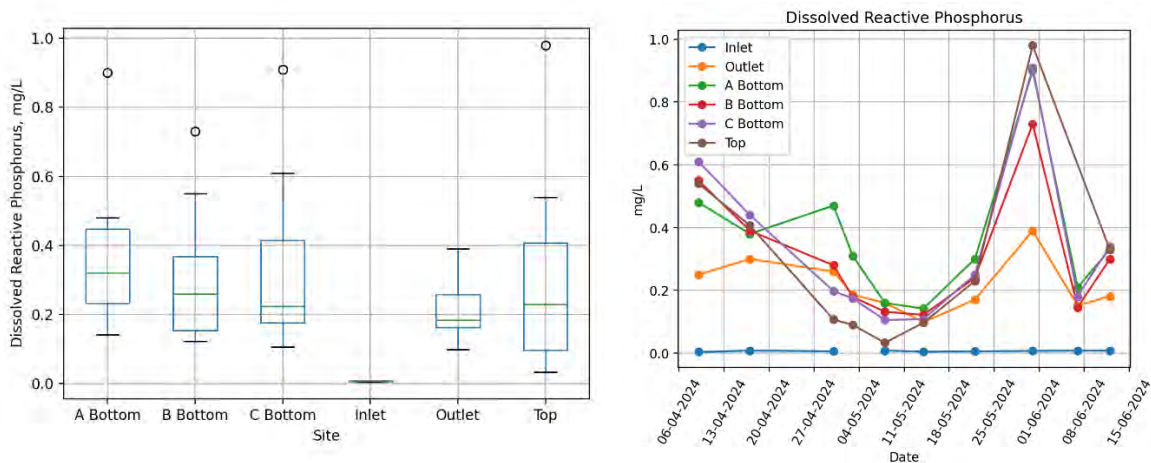 Dissolved Reactive Phosphorus, mg/L
1.0
0.8
0.6
0.4
0.2
0.0
A Bottom B Bottom C Bottom Inlet Outlet Top
Site
Dissolved Reactive Phosphorus
mg/L
1.0
0.8
0.6
0.4
0.2
0.0
Inlet
Outlet
A Bottom
B Bottom
C Bottom
Top
06-04-2024
13-04-2024
20-04-2024
27-04-2024
04-05-2024
11-05-2024
18-05-2024
25-05-2024
01-06-2024
08-06-2024
15-06-2024
Date